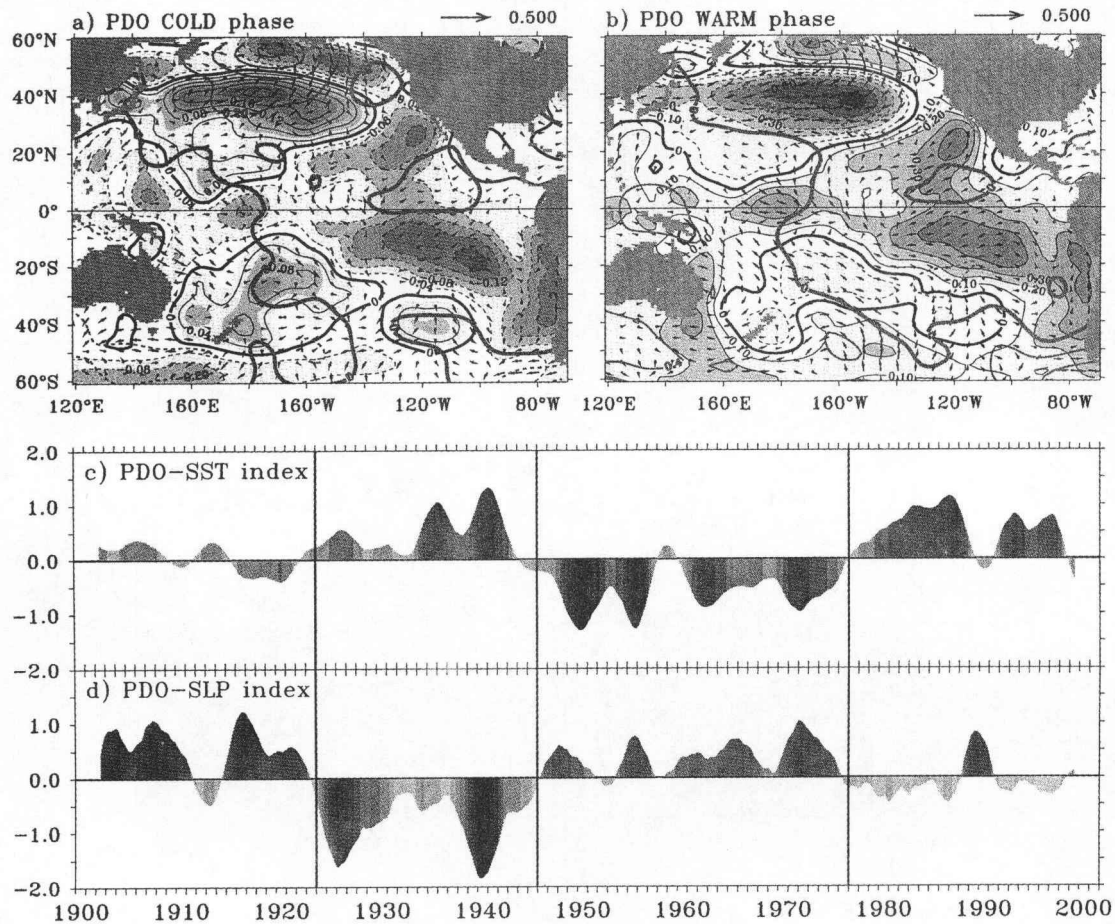 a) PDO COLD phase 0.500
b) PDO WARM phase 0.500
60°N
40°N
20°N
0°
20°S
40°S
60°S
120°E 160°E 160°W 120°W 80°W
120°E 160°E 160°W 120°W 80°W
c) PDO-SST index
2.0
1.0
0.0
-1.0
-2.0
d) PDO-SLP index
1.0
0.0
-1.0
-2.0
1900 1910 1920 1930 1940 1950 1960 1970 1980 1990 2000